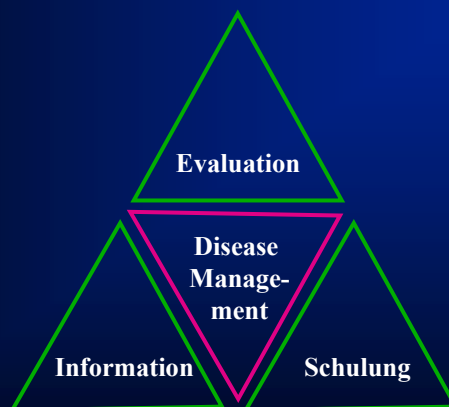 Evaluation
Disease
Manage-
ment
Information
Schulung